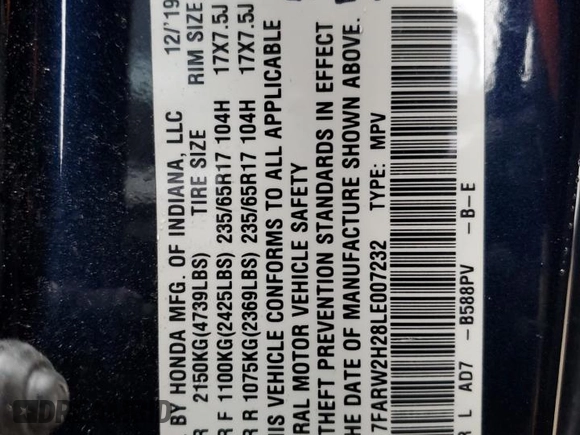 BY HONDA MFG. OF INDIANA, LLC 12/'19
R 2150KG(4739LBS) TIRE SIZE RIM SIZE
R F 1100KG(2425LBS) 235/65R17 104H 17X7.5J
R R 1075KG(2369LBS) 235/65R17 104H 17X7.5J
IS VEHICLE CONFORMS TO ALL APPLICABLE
RAL MOTOR VEHICLE SAFETY
THEFT PREVENTION STANDARDS IN EFFECT
HE DATE OF MANUFACTURE SHOWN ABOVE.
7FARW2H28LE007232 TYPE: MPV
R L AD7 -B588PV -B-E